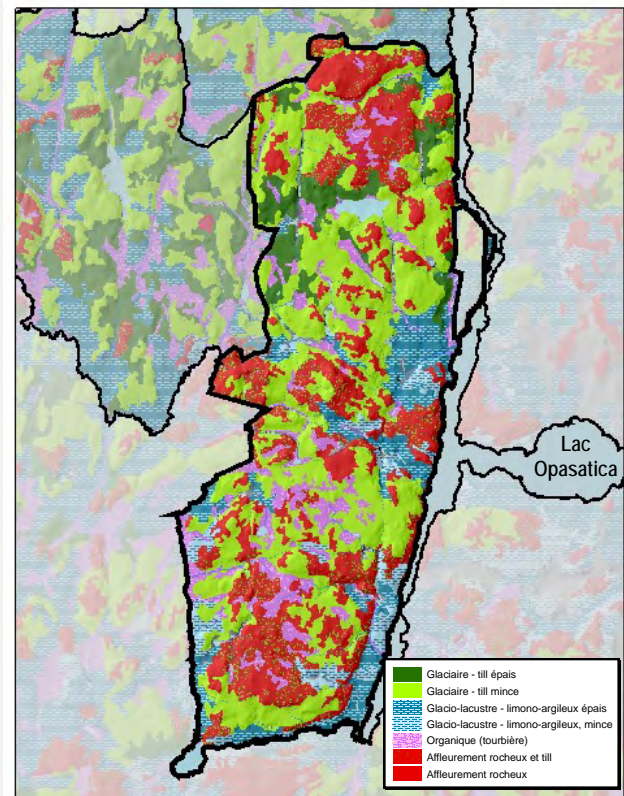 Lac
Opasatica
Glaciaire - till épais
Glaciaire - till mince
Glacio-lacustre - limono-argileux épais
Glacio-lacustre - limono-argileux, mince
Organique (tourbière)
Affleurement rocheux et till
Affleurement rocheux